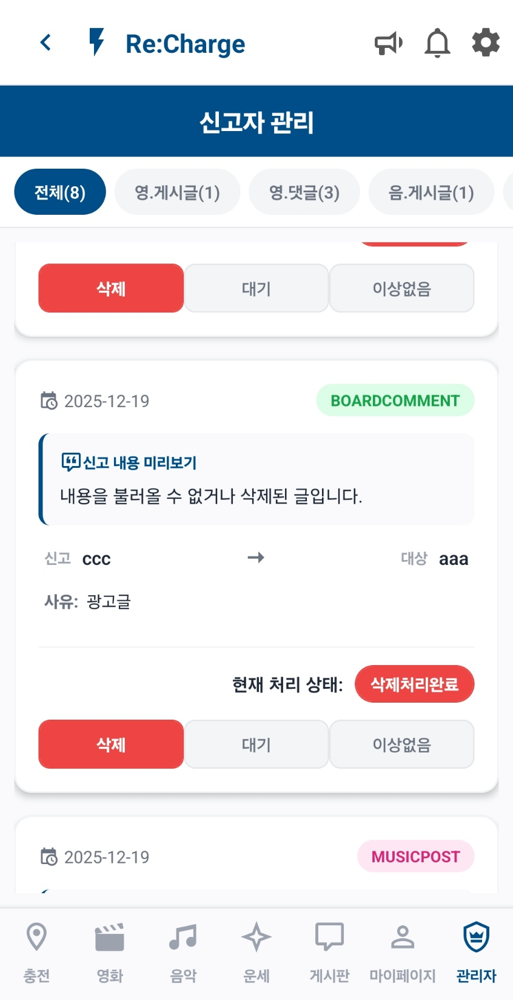 Re:Charge
신고자 관리
전체(8) 영.게시글(1) 영.댓글(3) 음.게시글(1)
삭제 대기 이상없음
2025-12-19 BOARDCOMMENT
신고 내용 미리보기
내용을 불러올 수 없거나 삭제된 글입니다.
신고 ccc → 대상 aaa
사유: 광고글
현재 처리 상태: 삭제처리완료
삭제 대기 이상없음
2025-12-19 MUSICPOST
충전 영화 음악 운세 게시판 마이페이지 관리자